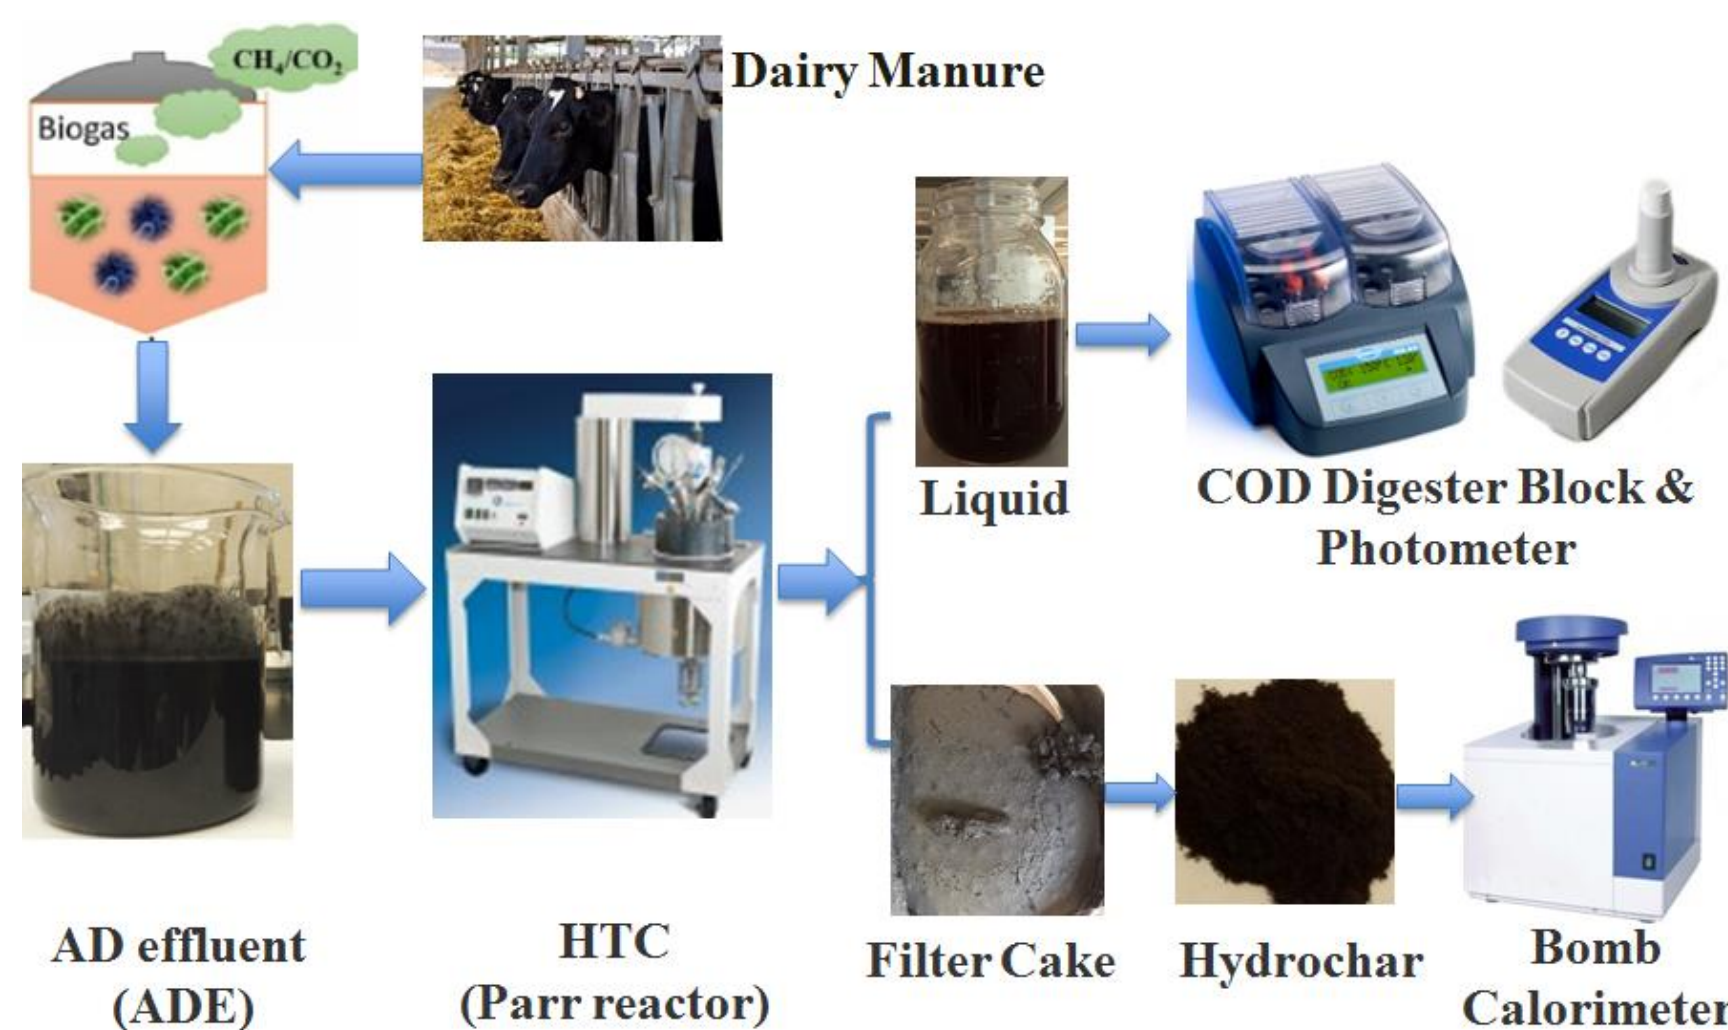 CH₄/CO₂
Biogas
Dairy Manure
Liquid
COD Digester Block &
Photometer
AD effluent
(ADE)
HTC
(Parr reactor)
Filter Cake
Hydrochar
Bomb
Calorimeter